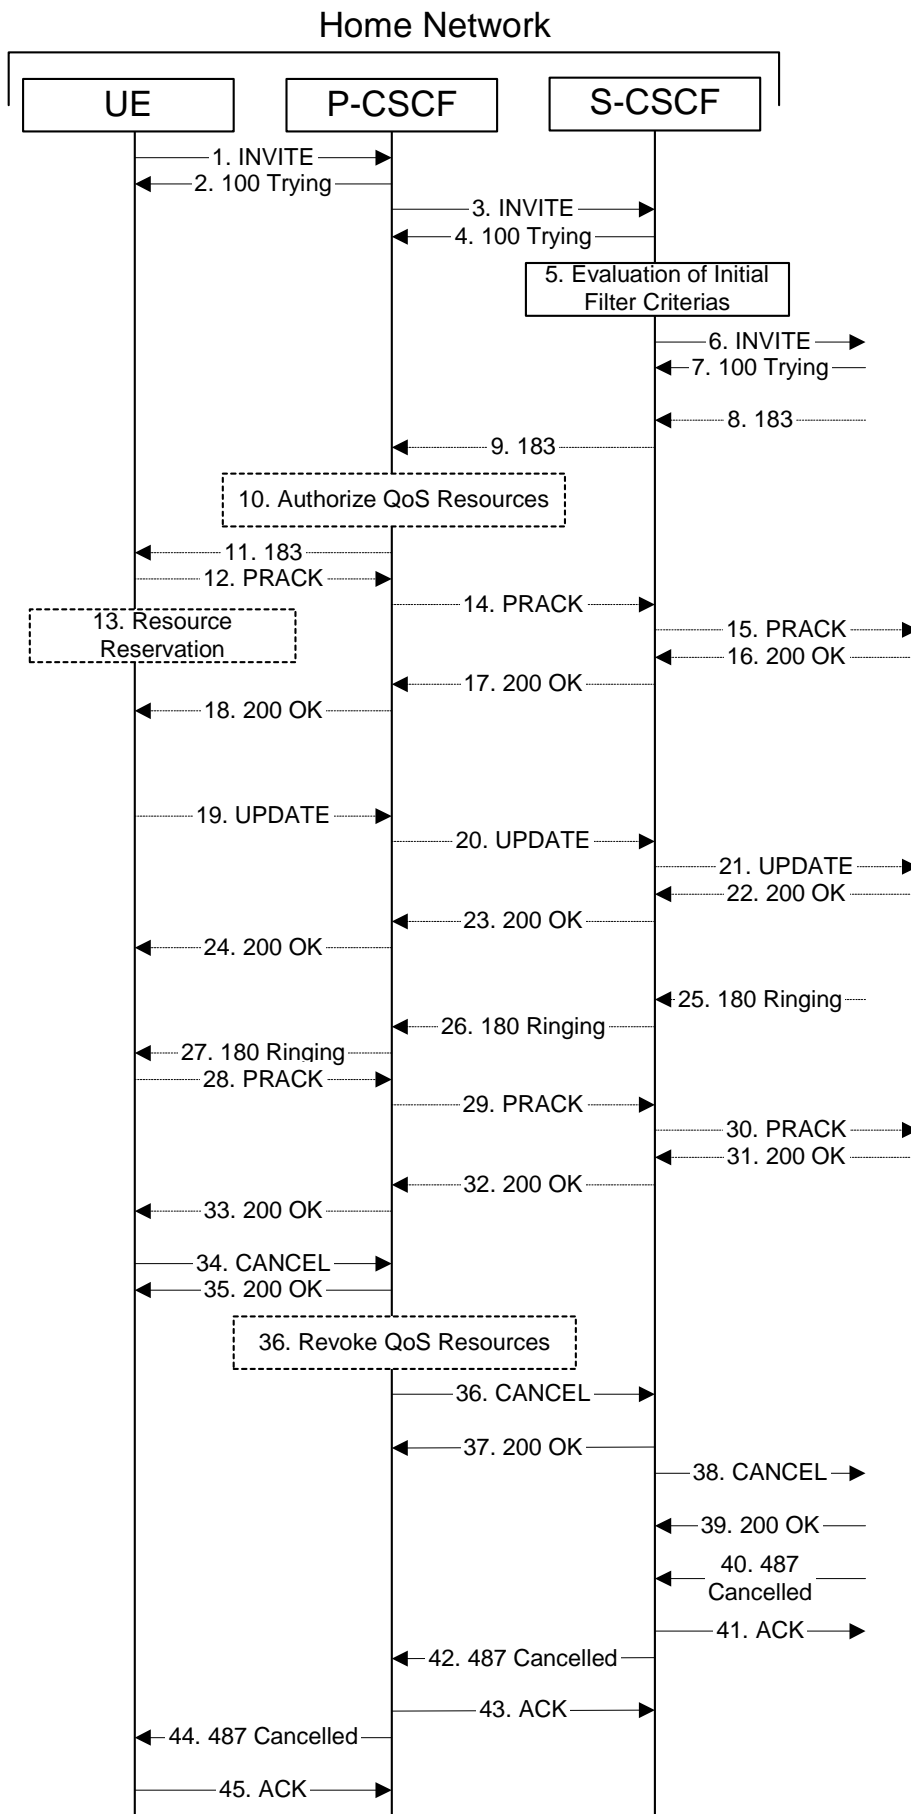 Home Network
UE
P-CSCF
S-CSCF
1. INVITE
2. 100 Trying
3. INVITE
4. 100 Trying
5. Evaluation of Initial
Filter Criterias
6. INVITE
7. 100 Trying
8. 183
9. 183
10. Authorize QoS Resources
11. 183
12. PRACK
14. PRACK
13. Resource
Reservation
15. PRACK
16. 200 OK
17. 200 OK
18. 200 OK
19. UPDATE
20. UPDATE
21. UPDATE
22. 200 OK
23. 200 OK
24. 200 OK
25. 180 Ringing
26. 180 Ringing
27. 180 Ringing
28. PRACK
29. PRACK
30. PRACK
31. 200 OK
32. 200 OK
33. 200 OK
34. CANCEL
35. 200 OK
36. Revoke QoS Resources
36. CANCEL
37. 200 OK
38. CANCEL
39. 200 OK
40. 487
Cancelled
41. ACK
42. 487 Cancelled
43. ACK
44. 487 Cancelled
45. ACK